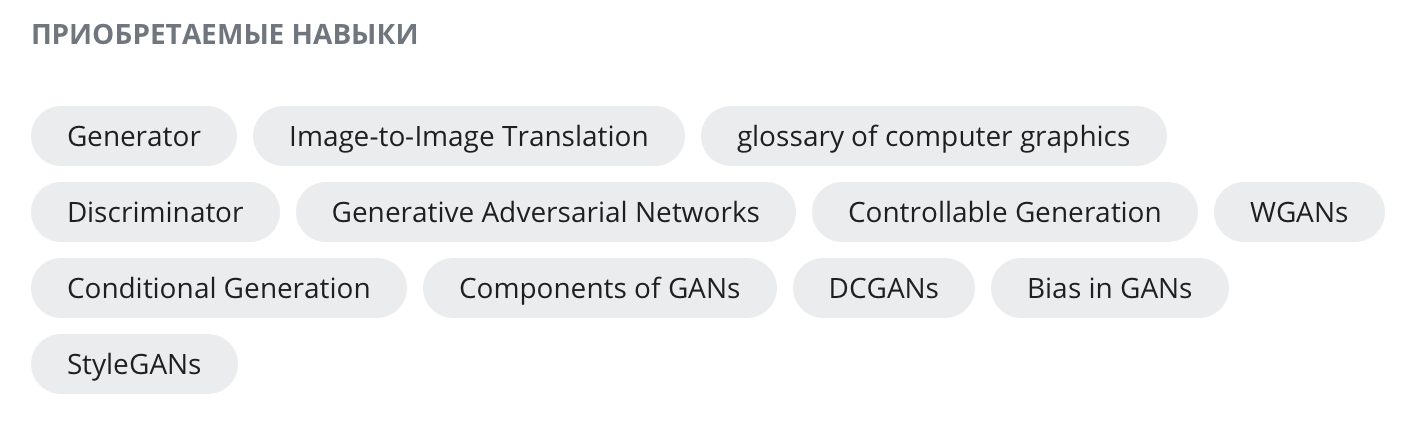 ПРИОБРЕТАЕМЫЕ НАВЫКИ
Generator Image-to-Image Translation glossary of computer graphics
Discriminator Generative Adversarial Networks Controllable Generation WGANs
Conditional Generation Components of GANs DCGANs Bias in GANs
StyleGANs